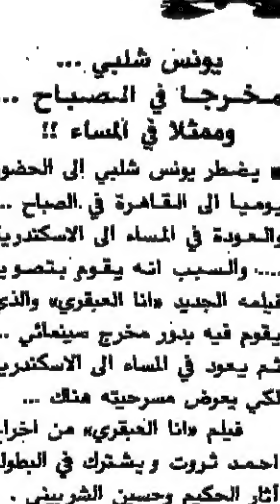 يونس شلبي ...
مخرجا في الصباح ...
وممثلا في المساء !!
■ يضطر يونس شلبي إلى الحضور
يوميا الى القاهرة في الصباح ..
والعودة في المساء الى الاسكندرية
.... والسبب انه يقوم بتصوير
فيلمه الجديد «انا العبقري» والذي
يقوم فيه بدور مخرج سينمائي ..
ثم يعود في المساء الى الاسكندرية
لكي يعرض مسرحيته هناك ...
فيلم «انا العبقري» من اخراج
احمد ثروت ويشترك في البطولة
اثار الحكيم وحسين الشربيني .